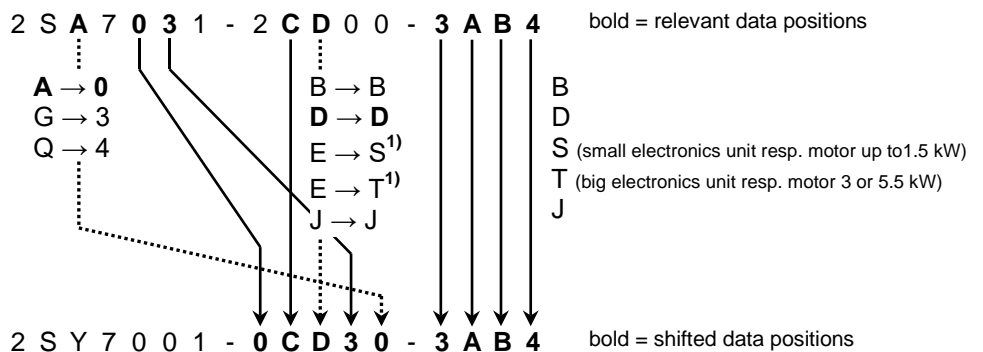 2 S A 7 0 3 1 - 2 C D 0 0 - 3 A B 4 bold = relevant data positions
A → 0 B → B B
G → 3 D → D D
Q → 4 E → S¹⁾ S (small electronics unit resp. motor up to1.5 kW)
E → T¹⁾ T (big electronics unit resp. motor 3 or 5.5 kW)
J → J J
2 S Y 7 0 0 1 - 0 C D 3 0 - 3 A B 4 bold = shifted data positions